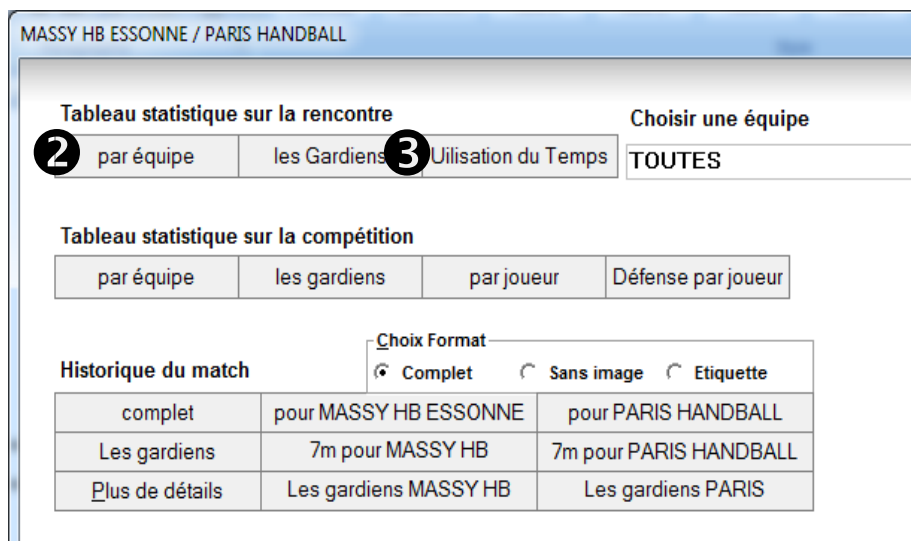 MASSY HB ESSONNE / PARIS HANDBALL
Tableau statistique sur la rencontre
Choisir une équipe
2 par équipe les Gardiens 3 Uilisation du Temps TOUTES
Tableau statistique sur la compétition
par équipe les gardiens par joueur Défense par joueur
Choix Format
Historique du match Complet Sans image Etiquette
complet pour MASSY HB ESSONNE pour PARIS HANDBALL
Les gardiens 7m pour MASSY HB 7m pour PARIS HANDBALL
Plus de détails Les gardiens MASSY HB Les gardiens PARIS